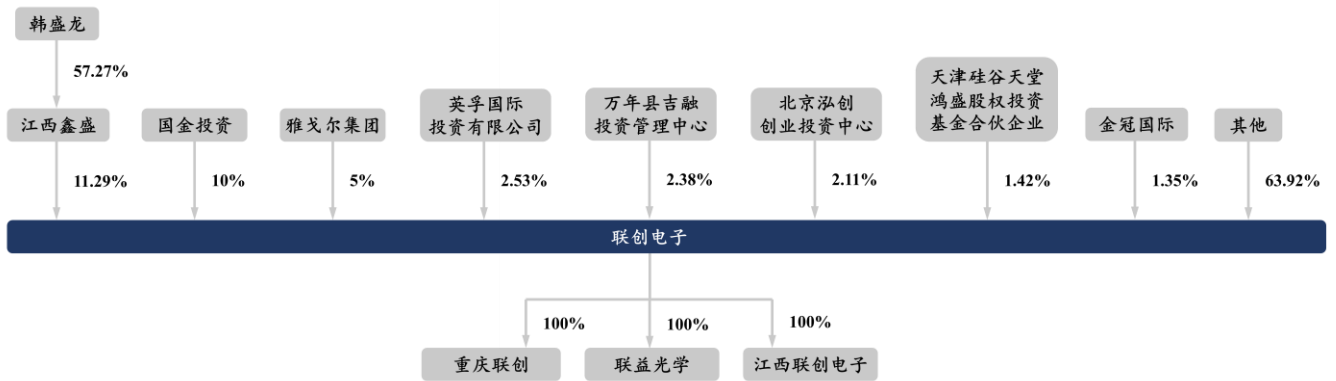 韩盛龙
57.27%
江西鑫盛
国金投资
雅戈尔集团
英孚国际
投资有限公司
万年县吉融
投资管理中心
北京泓创
创业投资中心
天津硅谷天堂
鸿盛股权投资
基金合伙企业
金冠国际
其他
11.29%
10%
5%
2.53%
2.38%
2.11%
1.42%
1.35%
63.92%
联创电子
100%
100%
100%
重庆联创
联益光学
江西联创电子